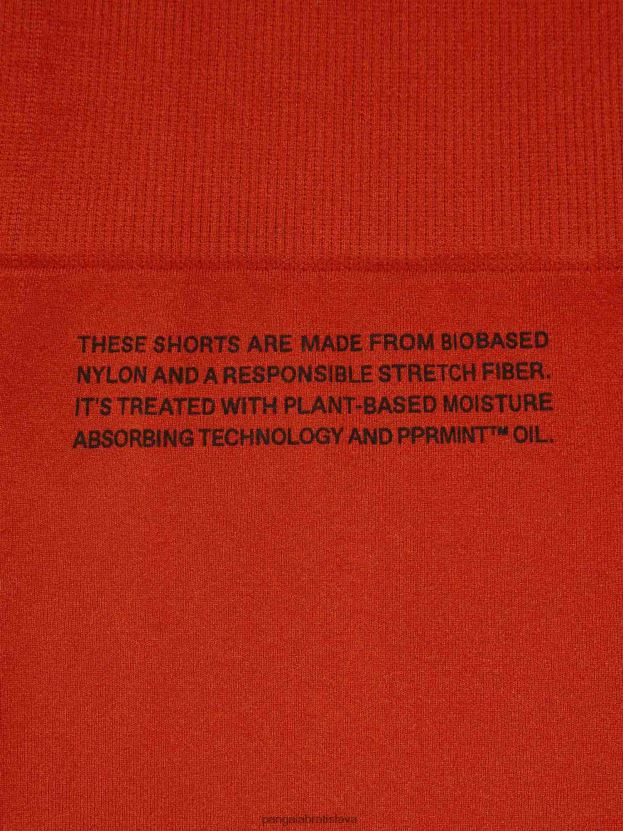 THESE SHORTS ARE MADE FROM BIOBASED
NYLON AND A RESPONSIBLE STRETCH FIBER.
IT'S TREATED WITH PLANT-BASED MOISTURE
ABSORBING TECHNOLOGY AND PPRMINT™ OIL.
pangaiabratislava